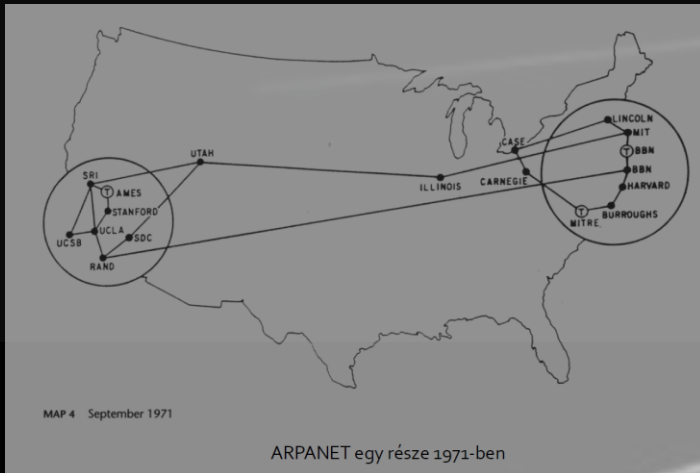 LINCOLN
MIT
CASE
T BBN
UTAH
BBN
SRI
ILLINOIS
CARNEGIE
T AMES
HARVARD
STANFORD
T
BURROUGHS
MITRE
UCLA
SDC
UCSB
RAND
MAP 4 September 1971
ARPANET egy része 1971-ben